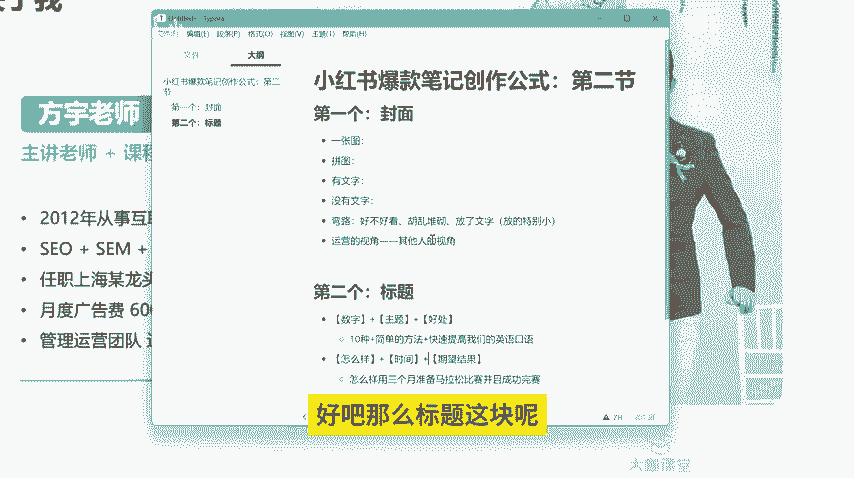 Untitled - Typora
编辑(E) 段落(P) 格式(O) 视图(V) 主题(T) 帮助(H)
大纲
小红书爆款笔记创作公式：第二节
第一个：封面
第二个：标题
小红书爆款笔记创作公式：第二节
第一个：封面
一张图：
拼图：
有文字：
没有文字：
弯路：好不好看、胡乱堆砌、放了文字（放的特别小）
运营的视角-----其他人的视角
第二个：标题
【数字】+【主题】+【好处】
10种+简单的方法+快速提高我们的英语口语
【怎么样】+【时间】+【期望结果】
怎么样用三个月准备马拉松比赛并且成功完赛
方宇老师
主讲老师 + 课程
2012年从事互联
SEO + SEM +
任职上海某龙头
月度广告费 600
管理运营团队
好吧那么标题这块呢